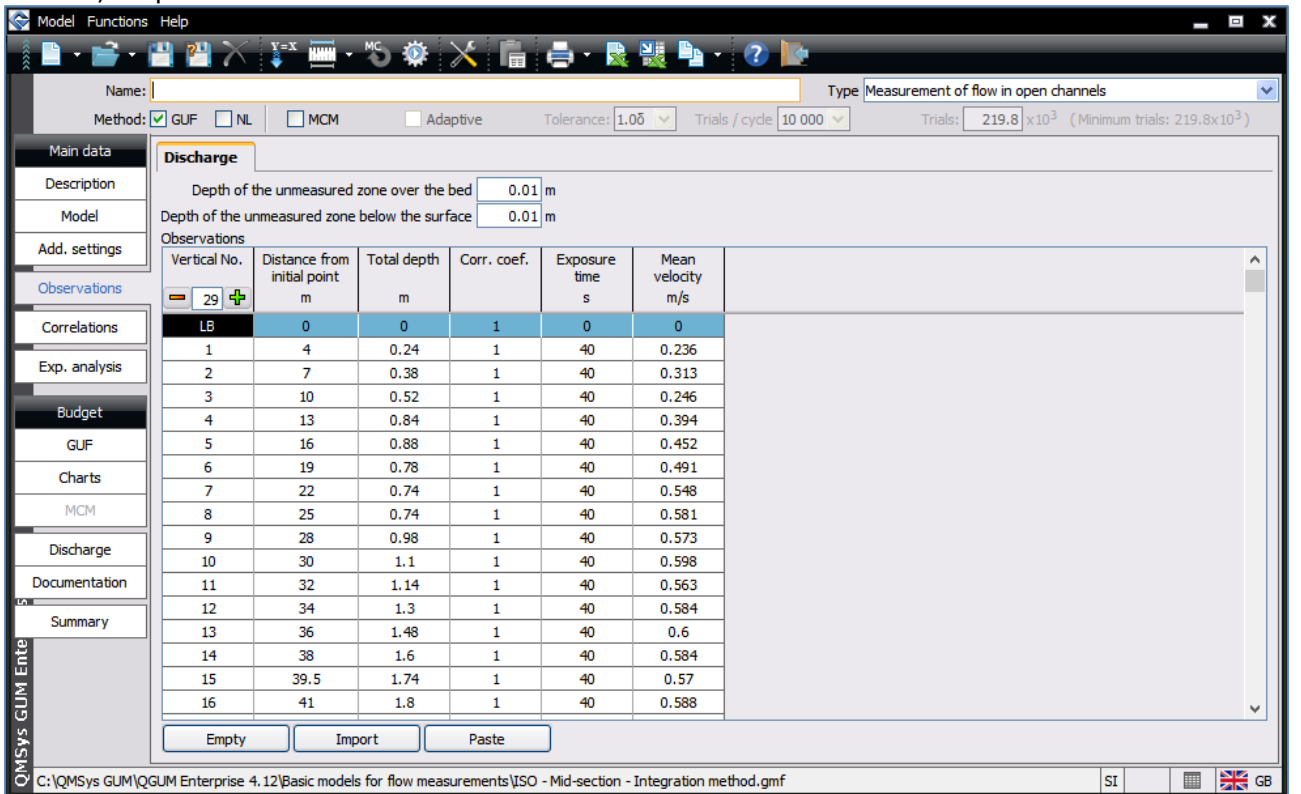 Model Functions Help
Y=X MC
Name: Type Measurement of flow in open channels
Method: GUF NL MCM Adaptive Tolerance: 1.0δ Trials / cycle 10 000 Trials: 219.8 x10³ (Minimum trials: 219.8x10³)
Main data
Description
Model
Add. settings
Observations
Correlations
Exp. analysis
Budget
GUF
Charts
MCM
Discharge
Documentation
Summary
QMSys GUM Ente
Discharge
Depth of the unmeasured zone over the bed 0.01 m
Depth of the unmeasured zone below the surface 0.01 m
Observations
Vertical No. Distance from Total depth Corr. coef. Exposure Mean
initial point time velocity
29 m m s m/s
LB 0 0 1 0 0
1 4 0.24 1 40 0.236
2 7 0.38 1 40 0.313
3 10 0.52 1 40 0.246
4 13 0.84 1 40 0.394
5 16 0.88 1 40 0.452
6 19 0.78 1 40 0.491
7 22 0.74 1 40 0.548
8 25 0.74 1 40 0.581
9 28 0.98 1 40 0.573
10 30 1.1 1 40 0.598
11 32 1.14 1 40 0.563
12 34 1.3 1 40 0.584
13 36 1.48 1 40 0.6
14 38 1.6 1 40 0.584
15 39.5 1.74 1 40 0.57
16 41 1.8 1 40 0.588
Empty Import Paste
C:\QMSys GUM\QGUM Enterprise 4.12\Basic models for flow measurements\ISO - Mid-section - Integration method.gmf SI GB